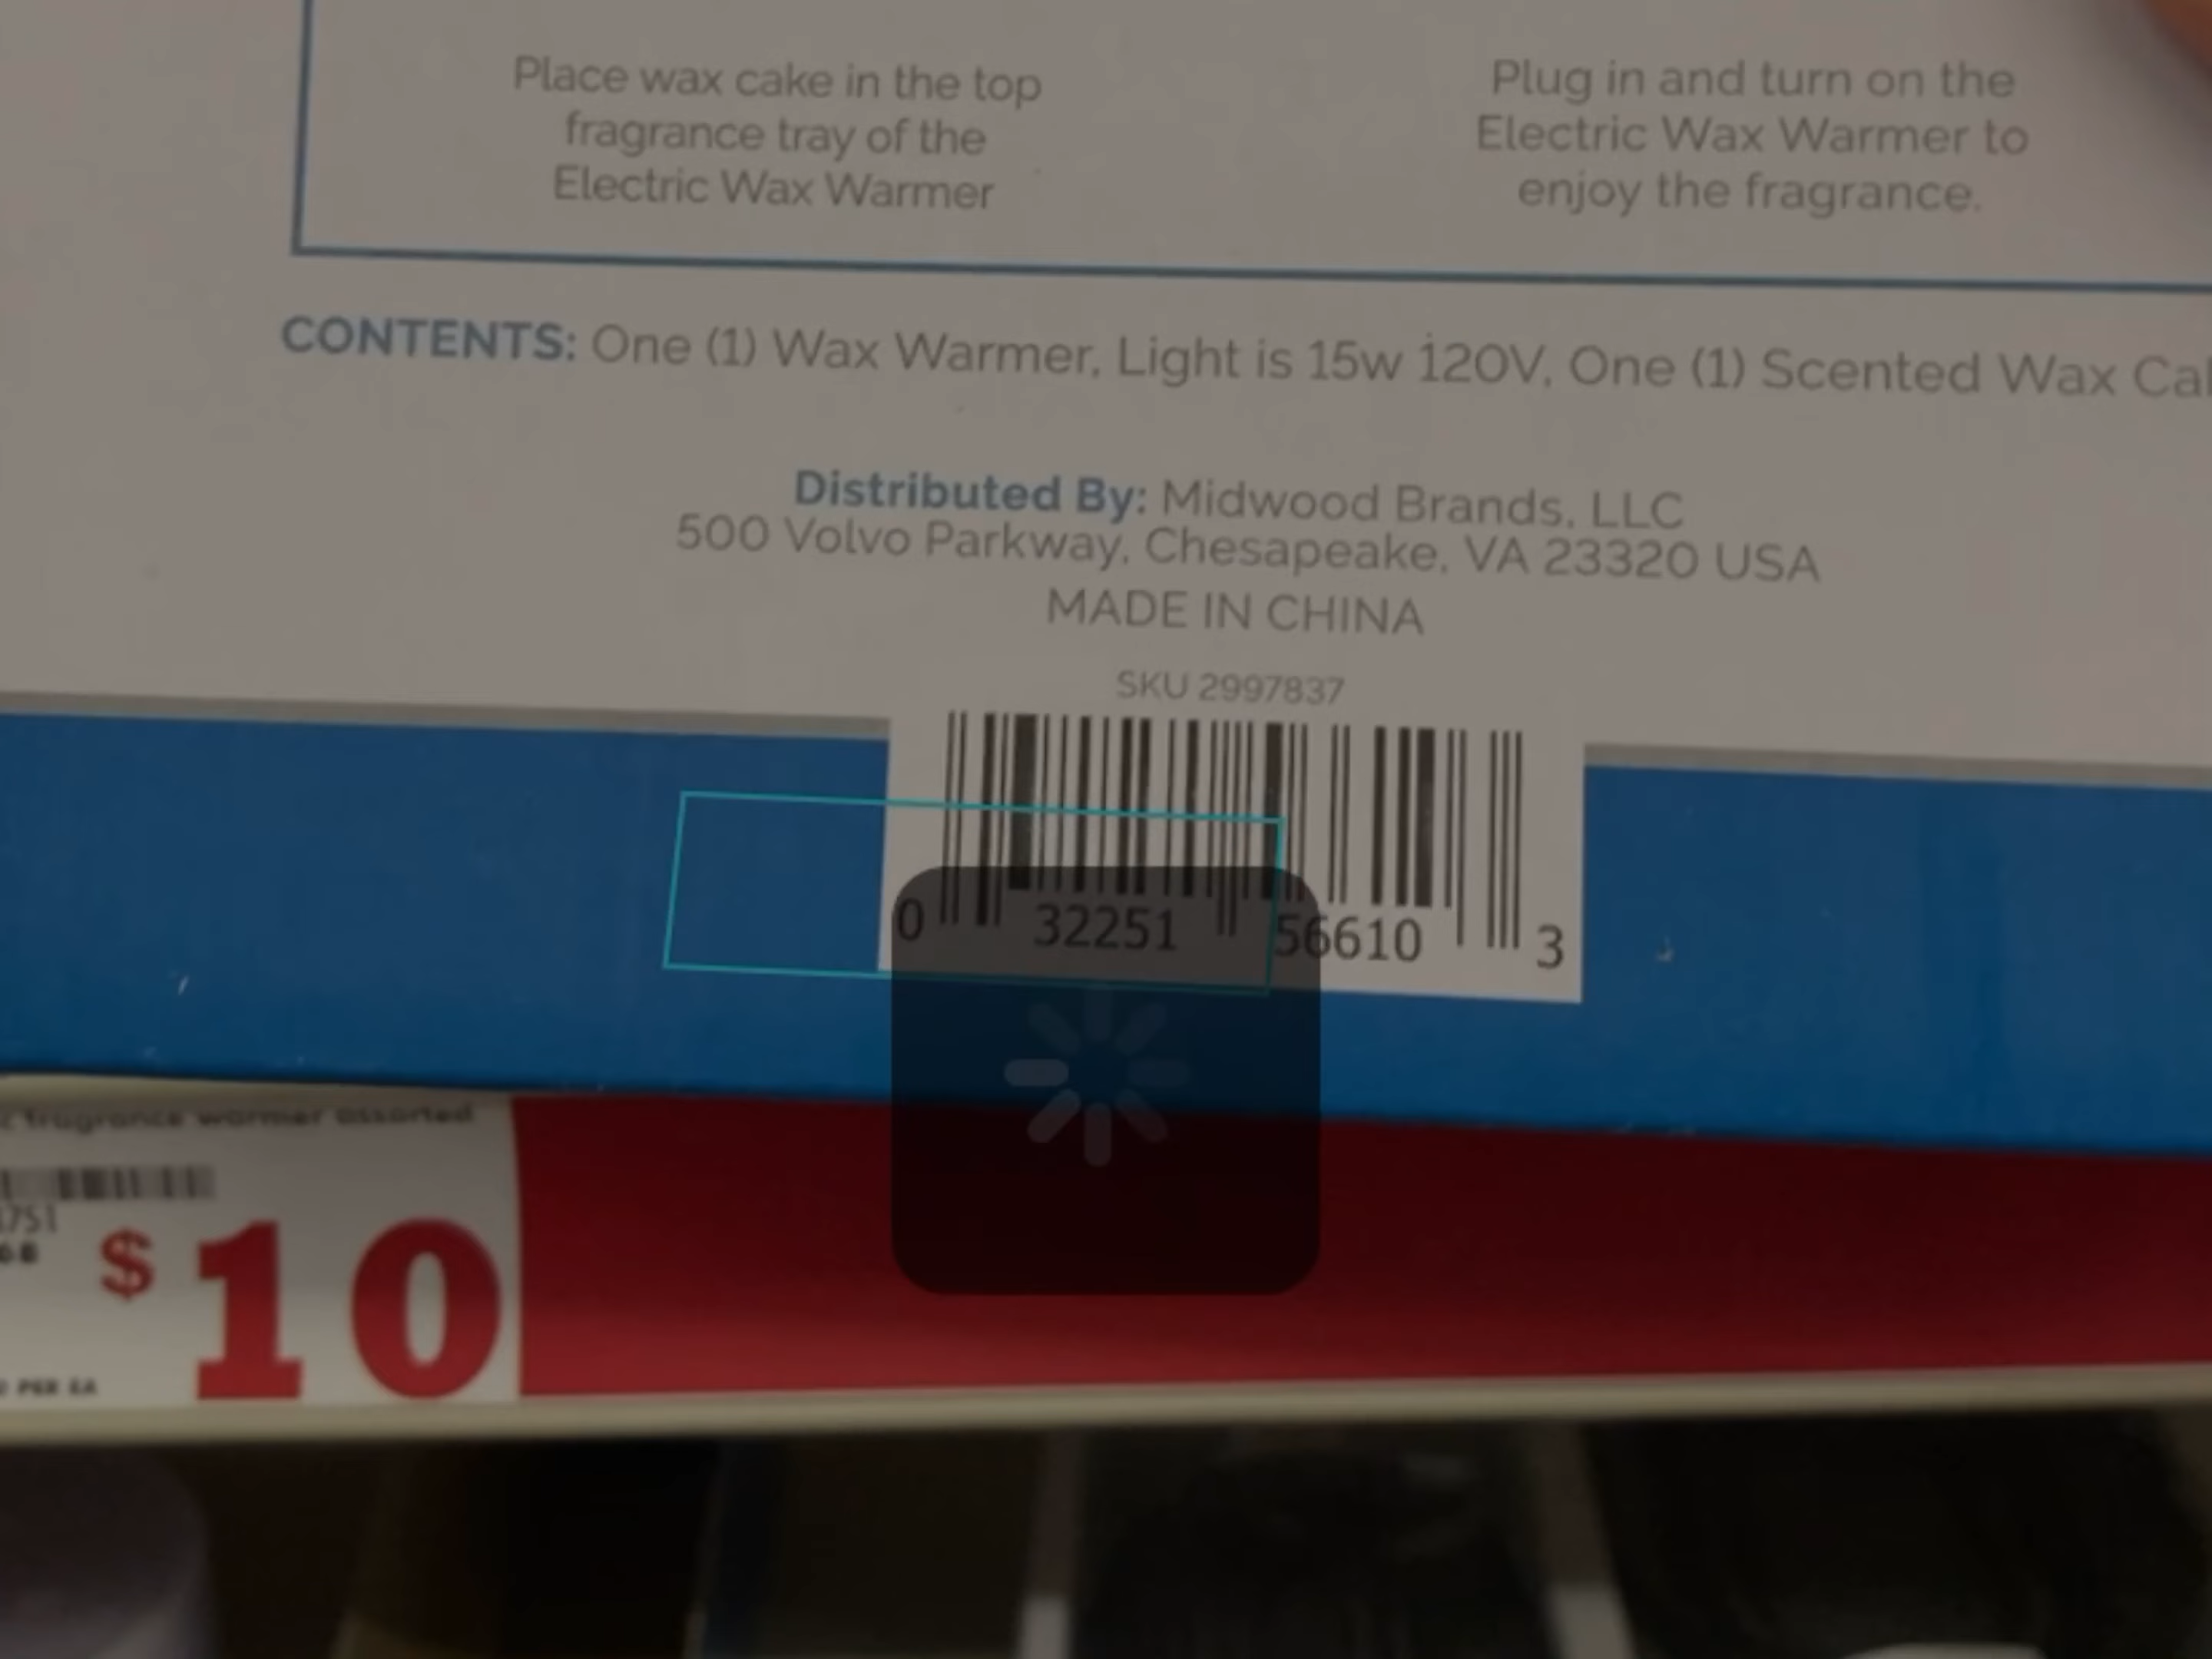 Place wax cake in the top
fragrance tray of the
Electric Wax Warmer
Plug in and turn on the
Electric Wax Warmer to
enjoy the fragrance.
CONTENTS: One (1) Wax Warmer, Light is 15w 120V, One (1) Scented Wax
Distributed By: Midwood Brands, LLC
500 Volvo Parkway, Chesapeake, VA 23320 USA
MADE IN CHINA
SKU 2997837
0 32251 56610 3
fragrance warmer assorted
$10
PER EA